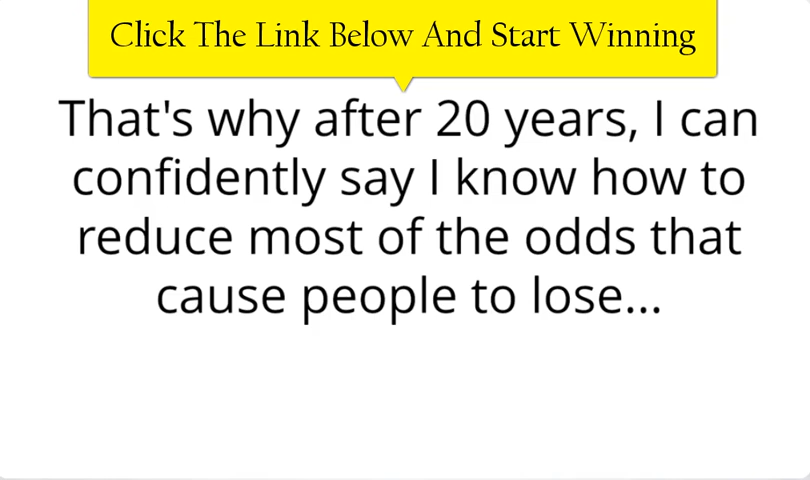 Click The Link Below And Start Winning
That's why after 20 years, I can
confidently say I know how to
reduce most of the odds that
cause people to lose...